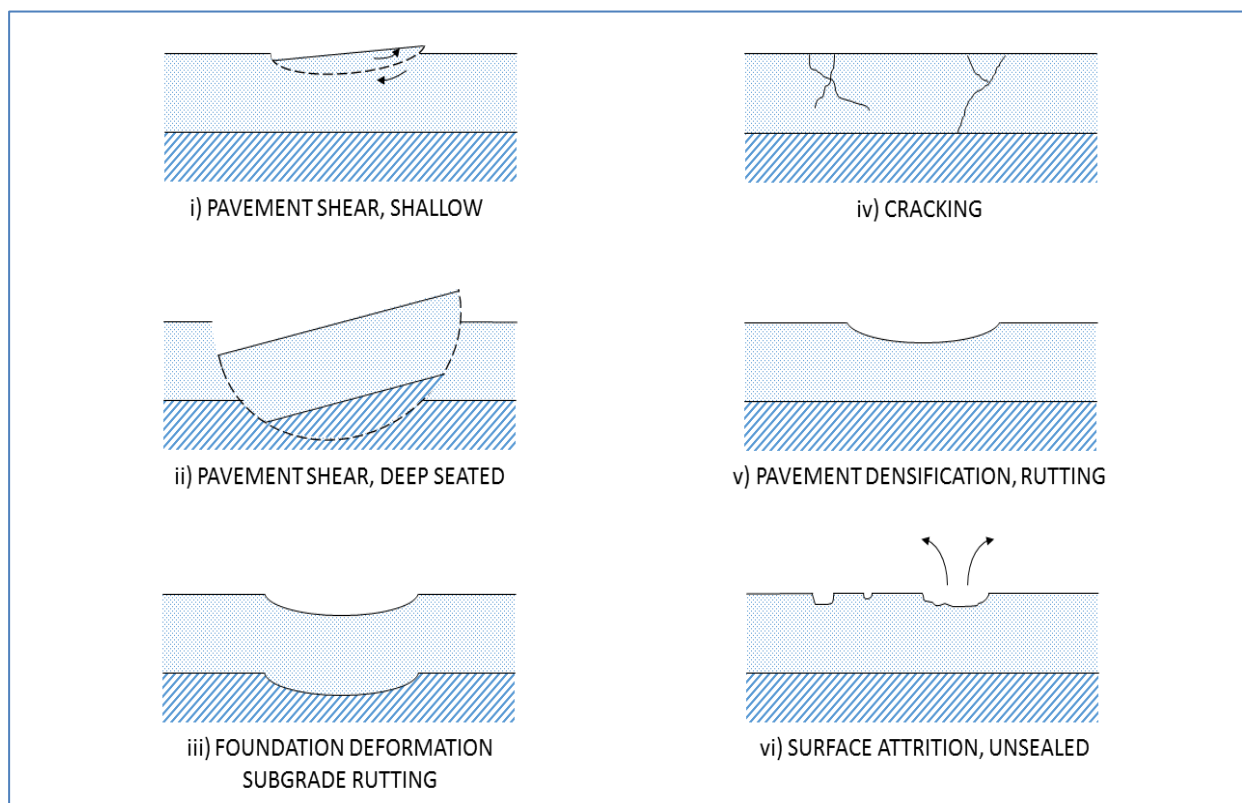 i) PAVEMENT SHEAR, SHALLOW
iv) CRACKING
ii) PAVEMENT SHEAR, DEEP SEATED
v) PAVEMENT DENSIFICATION, RUTTING
iii) FOUNDATION DEFORMATION
SUBGRADE RUTTING
vi) SURFACE ATTRITION, UNSEALED